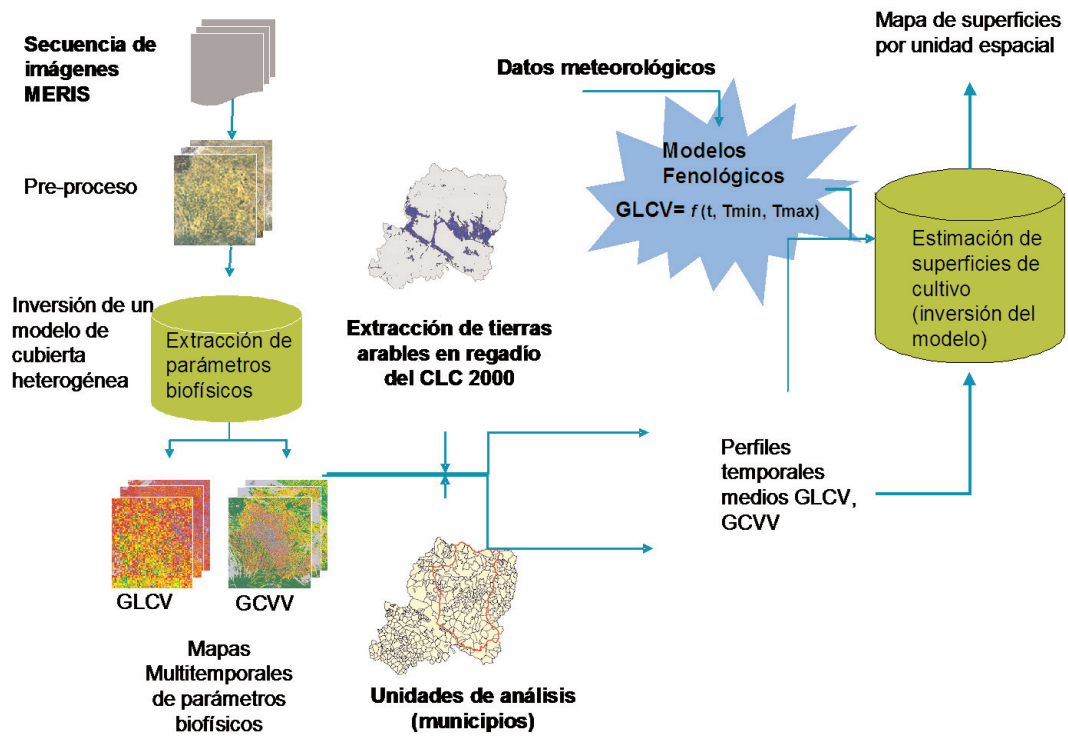 Secuencia de
imágenes
MERIS
Pre-proceso
Inversión de un
modelo de
cubierta
heterogénea
Extracción de
parámetros
biofísicos
GLCV
GCVV
Mapas
Multitemporales
de parámetros
biofísicos
Extracción de tierras
arables en regadío
del CLC 2000
Unidades de análisis
(municipios)
Datos meteorológicos
Modelos
Fenológicos
GLCV= f (t, Tmin, Tmax)
Perfiles
temporales
medios GLCV,
GCVV
Mapa de superficies
por unidad espacial
Estimación de
superficies de
cultivo
(inversión del
modelo)